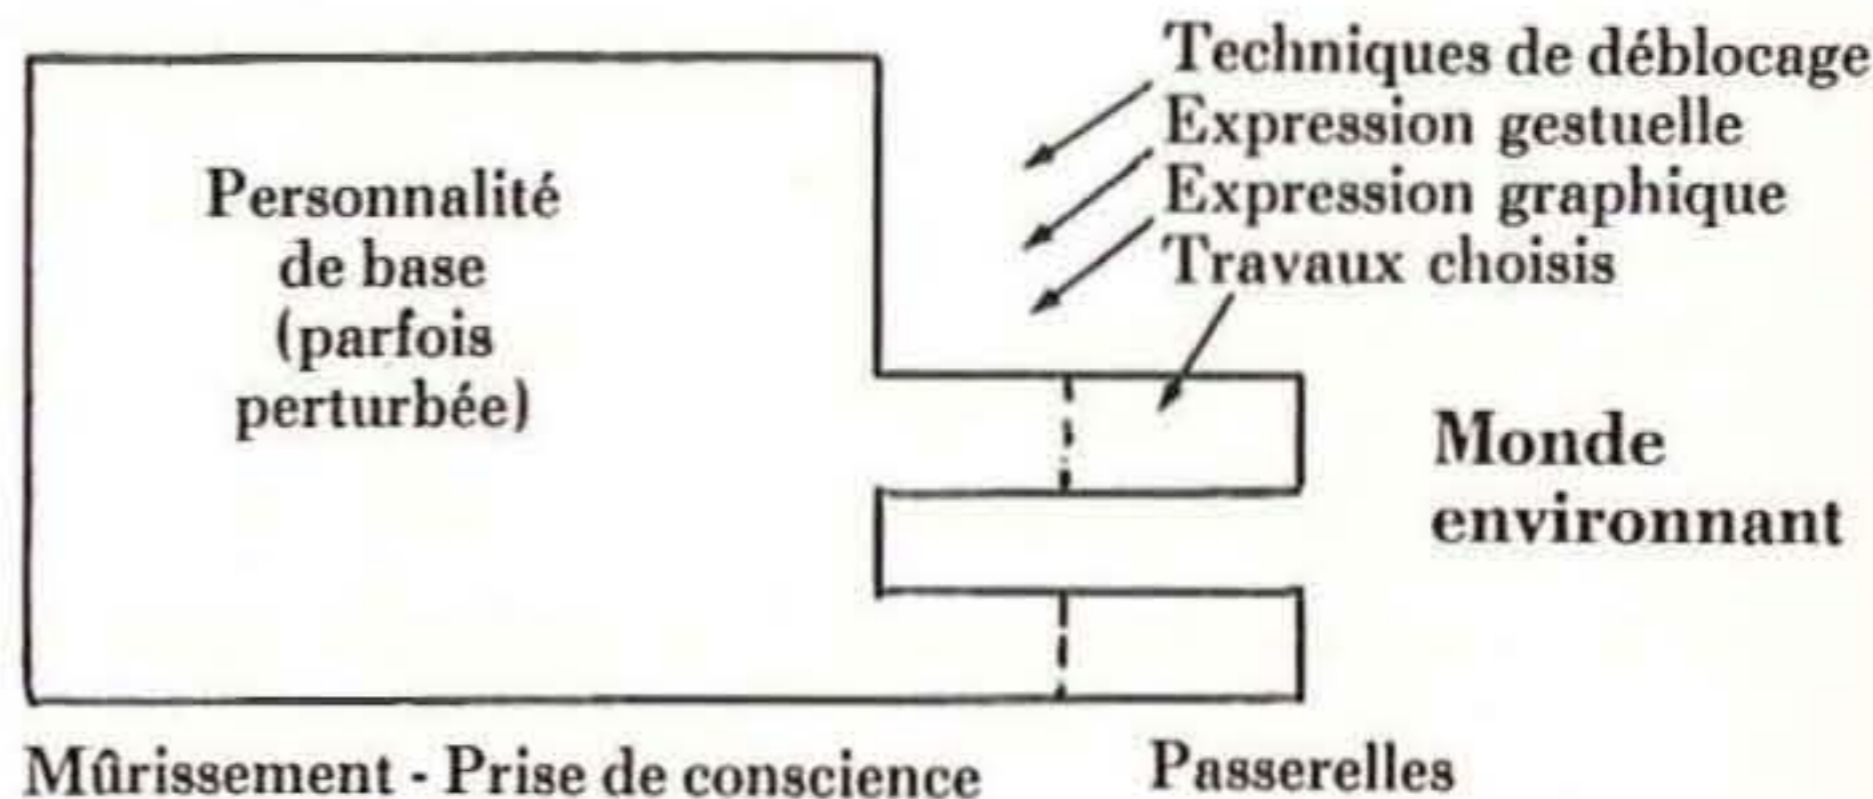 Techniques de déblocage
Expression gestuelle
Expression graphique
Travaux choisis
Personnalité
de base
(parfois
perturbée)
Monde
environnant
Mûrissement - Prise de conscience
Passerelles